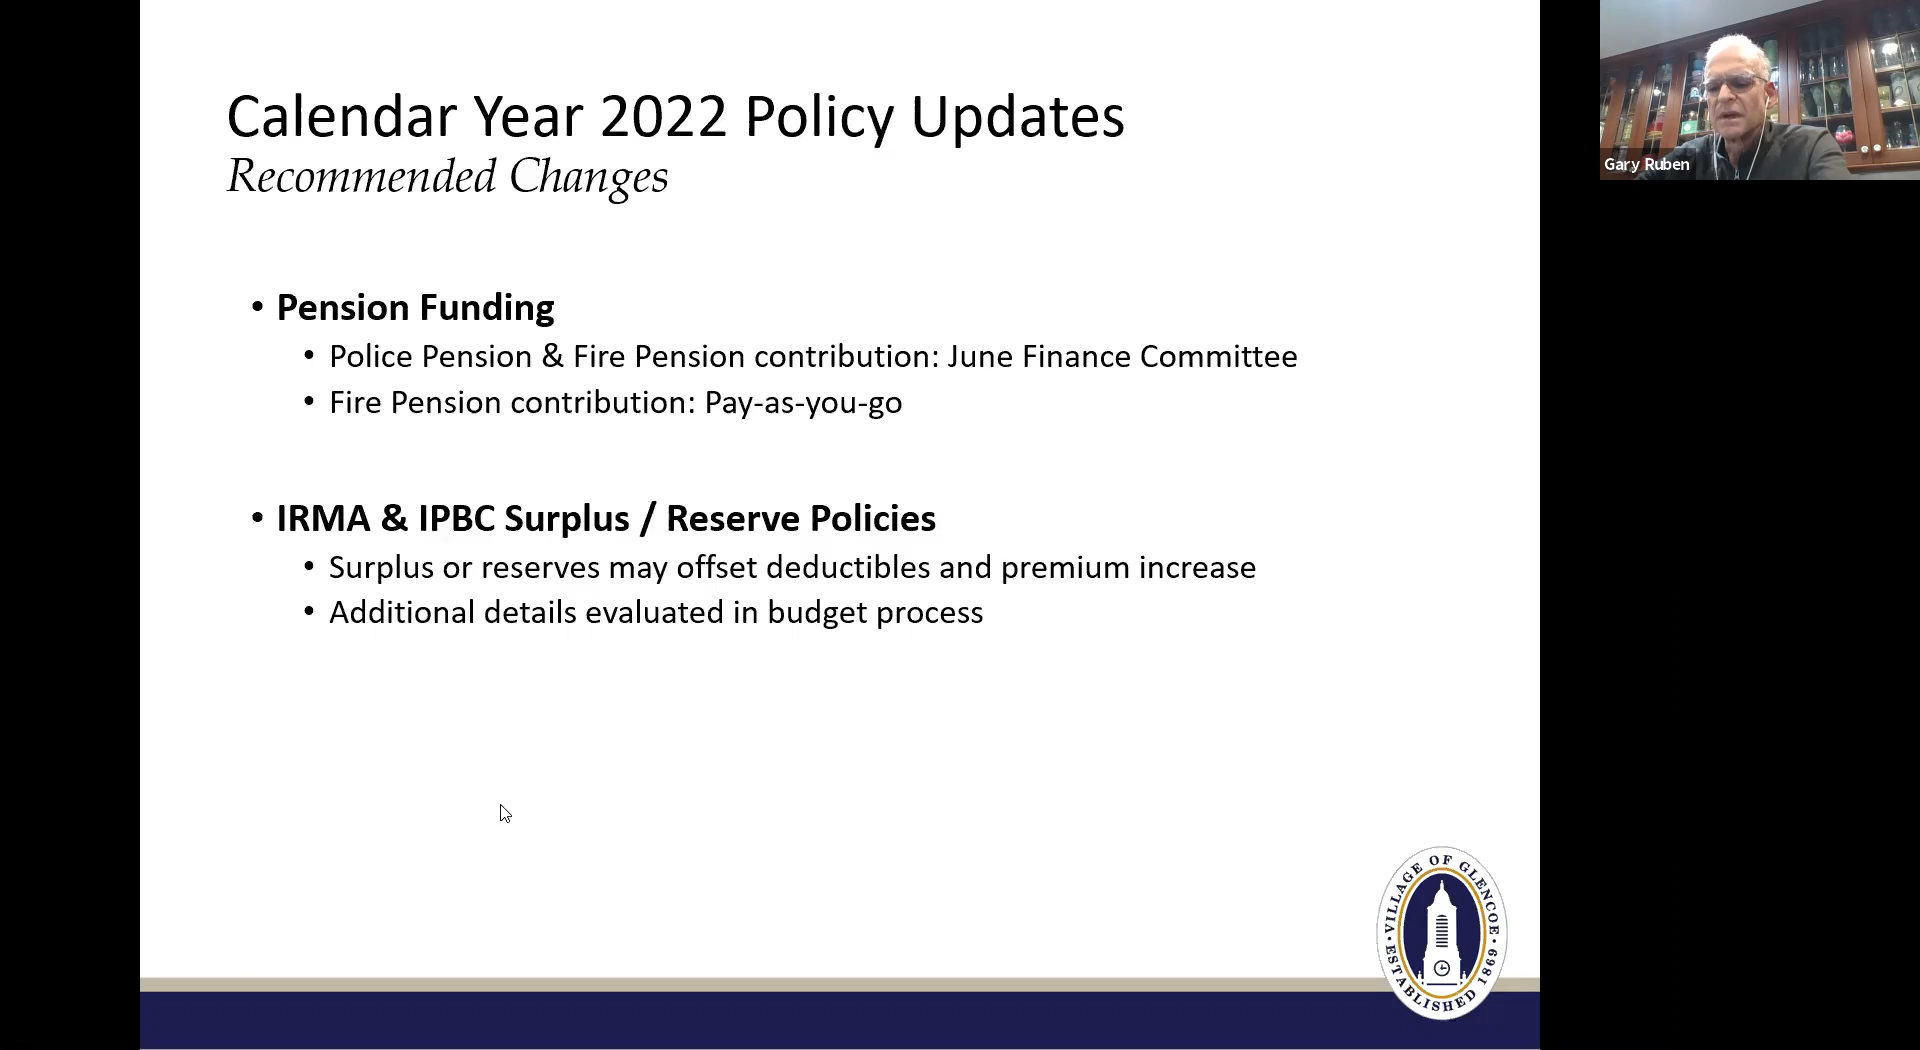 Calendar Year 2022 Policy Updates
Recommended Changes
• Pension Funding
• Police Pension & Fire Pension contribution: June Finance Committee
• Fire Pension contribution: Pay-as-you-go
• IRMA & IPBC Surplus / Reserve Policies
• Surplus or reserves may offset deductibles and premium increase
• Additional details evaluated in budget process
Gary Ruben
VILLAGE OF GLENCOE
• ESTABLISHED 1869 •